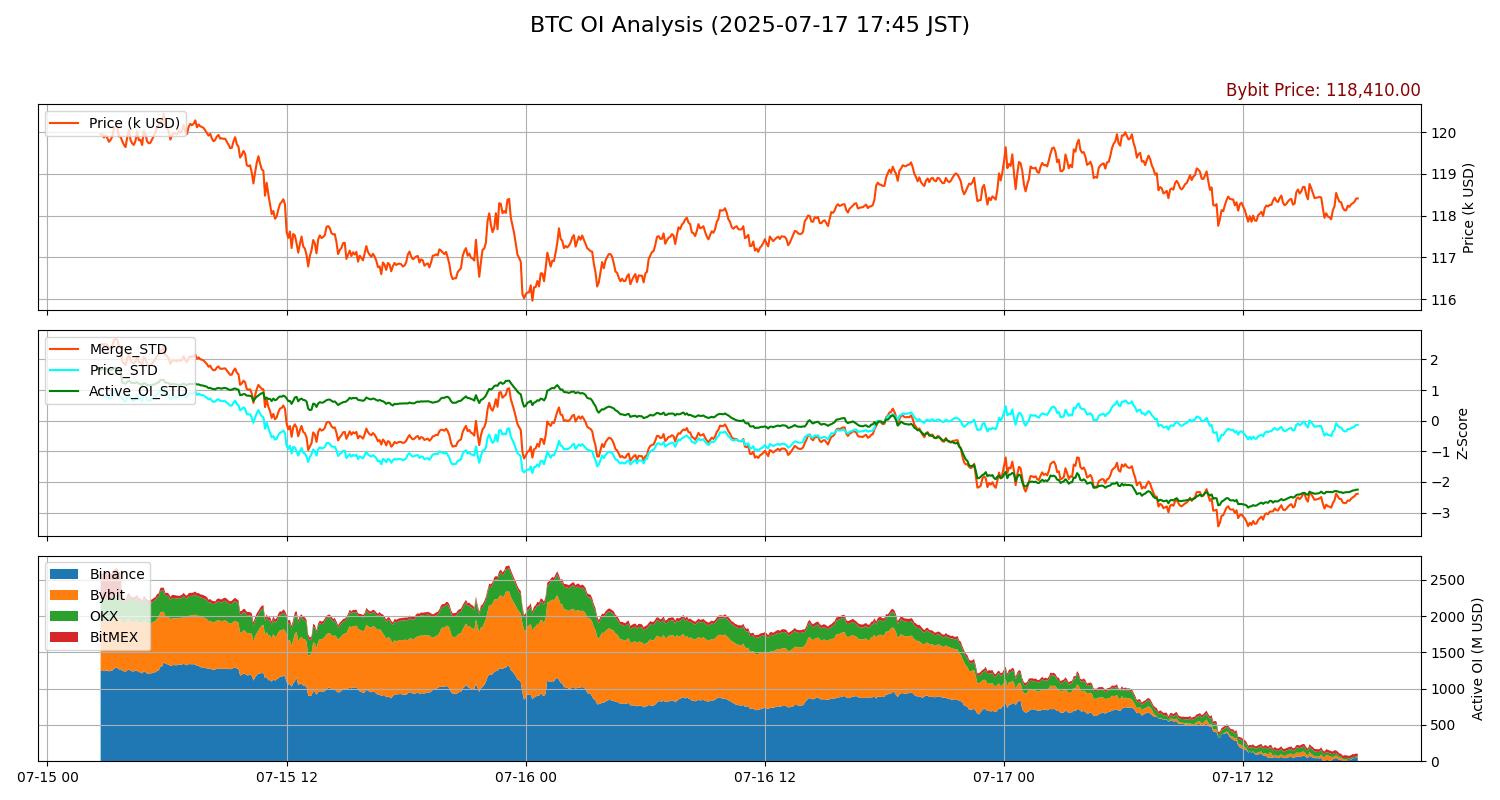 BTC OI Analysis (2025-07-17 17:45 JST)
Bybit Price: 118,410.00
Price (k USD)
120
119
118
117
116
Price (k USD)
Merge_STD
Price_STD
Active_OI_STD
2
1
0
−1
−2
−3
Z-Score
Binance
Bybit
OKX
BitMEX
2500
2000
1500
1000
500
0
Active OI (M USD)
07-15 00
07-15 12
07-16 00
07-16 12
07-17 00
07-17 12